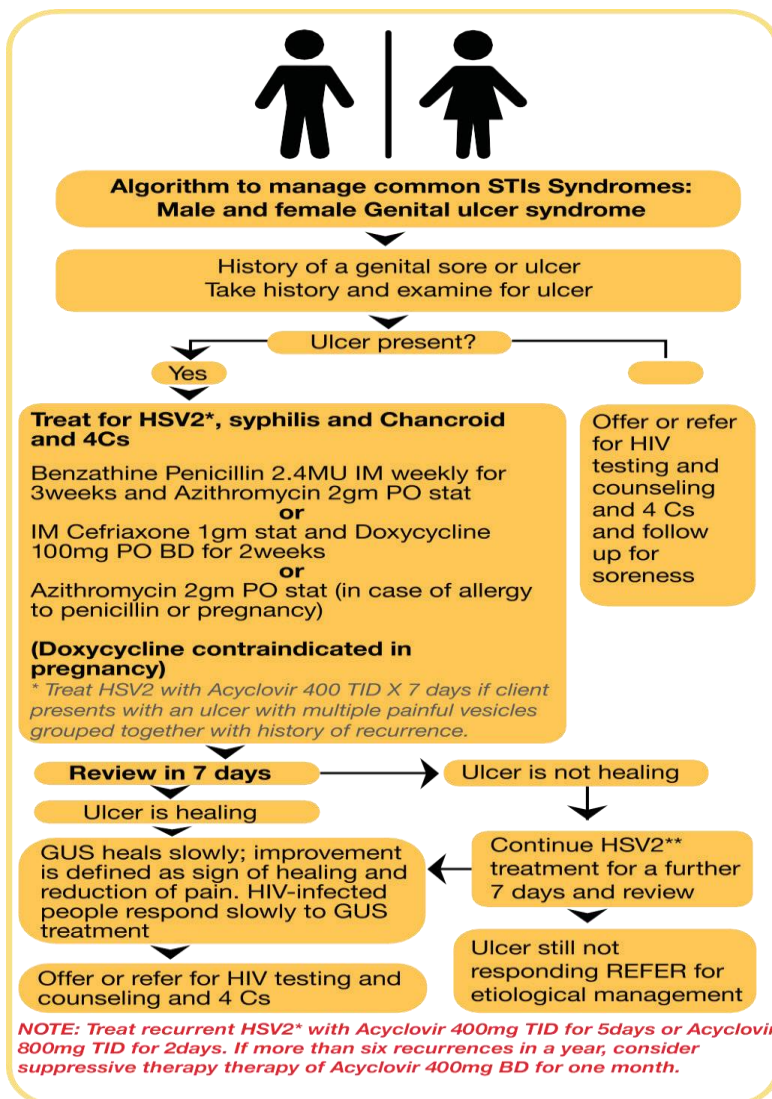 Algorithm to manage common STIs Syndromes:
Male and female Genital ulcer syndrome
History of a genital sore or ulcer
Take history and examine for ulcer
Ulcer present?
Yes
Treat for HSV2*, syphilis and Chancroid
and 4Cs
Benzathine Penicillin 2.4MU IM weekly for
3weeks and Azithromycin 2gm PO stat
or
IM Cefriaxone 1gm stat and Doxycycline
100mg PO BD for 2weeks
or
Azithromycin 2gm PO stat (in case of allergy
to penicillin or pregnancy)
(Doxycycline contraindicated in
pregnancy)
* Treat HSV2 with Acyclovir 400 TID X 7 days if client
presents with an ulcer with multiple painful vesicles
grouped together with history of recurrence.
Offer or refer
for HIV
testing and
counseling
and 4 Cs
and follow
up for
soreness
Review in 7 days
Ulcer is not healing
Ulcer is healing
GUS heals slowly; improvement
is defined as sign of healing and
reduction of pain. HIV-infected
people respond slowly to GUS
treatment
Continue HSV2**
treatment for a further
7 days and review
Offer or refer for HIV testing and
counseling and 4 Cs
Ulcer still not
responding REFER for
etiological management
NOTE: Treat recurrent HSV2* with Acyclovir 400mg TID for 5days or Acyclovir
800mg TID for 2days. If more than six recurrences in a year, consider
suppressive therapy therapy of Acyclovir 400mg BD for one month.